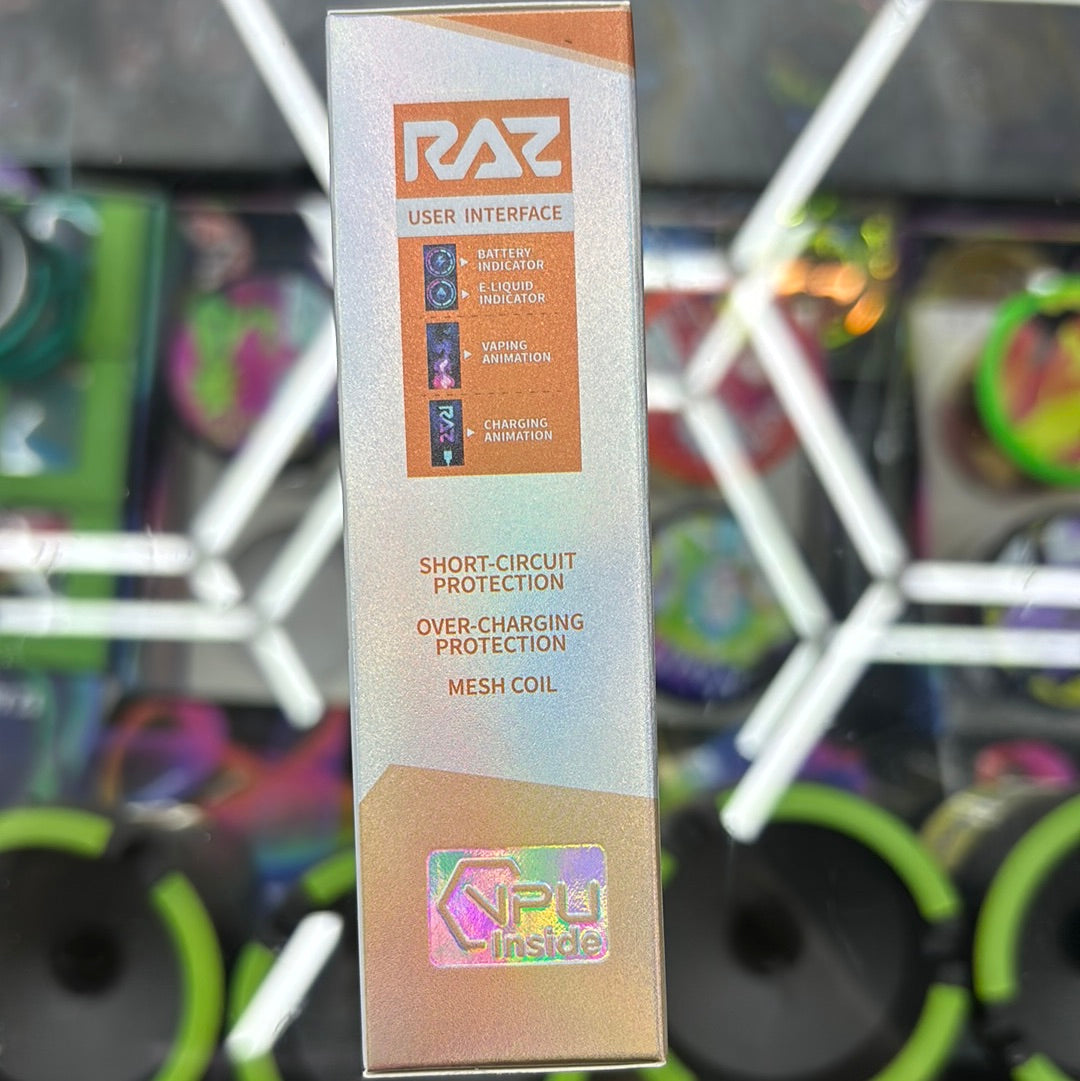 RAZ
USER INTERFACE
BATTERY
INDICATOR
E-LIQUID
INDICATOR
VAPING
ANIMATION
RAZ
CHARGING
ANIMATION
SHORT-CIRCUIT
PROTECTION
OVER-CHARGING
PROTECTION
MESH COIL
VPU
inside